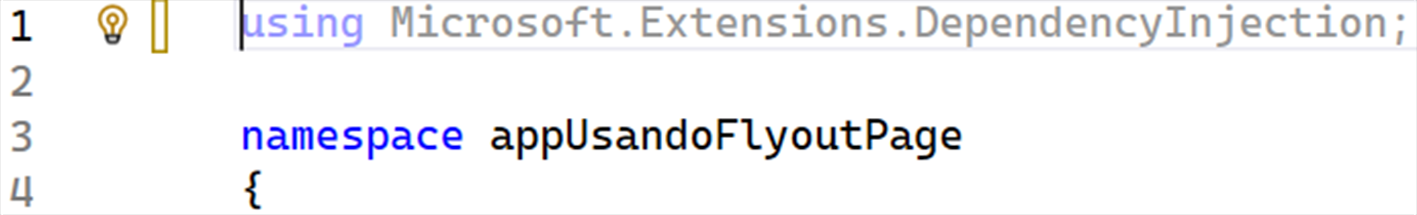 1 using Microsoft.Extensions.DependencyInjection;
2
3 namespace appUsandoFlyoutPage
4 {